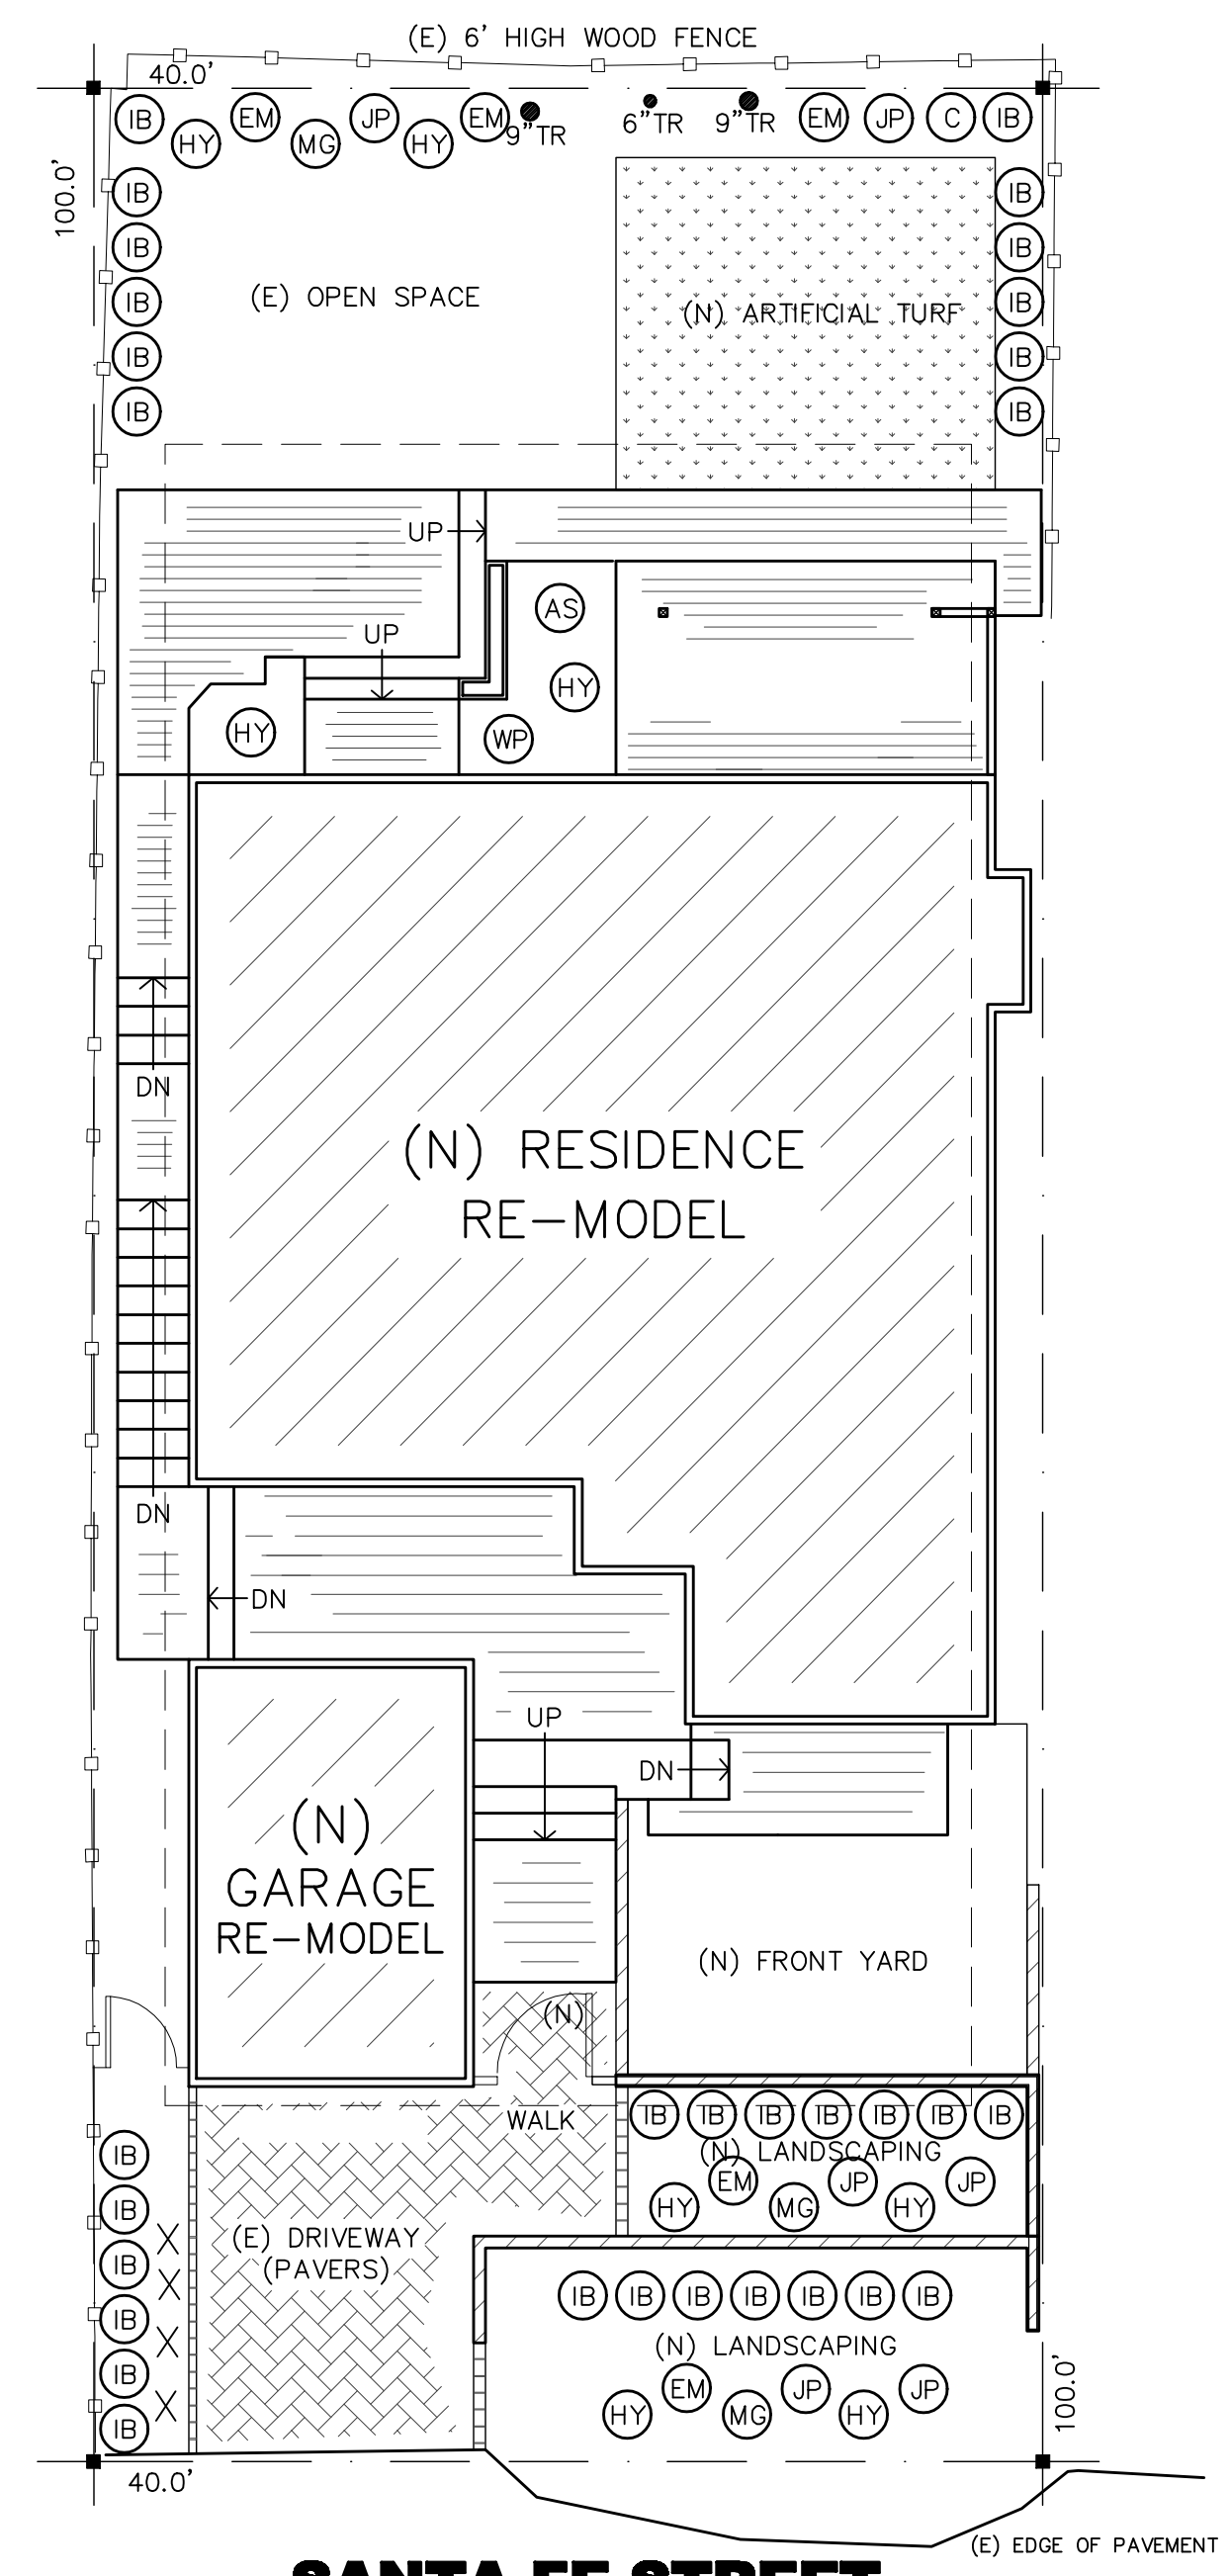 (E) 6' HIGH WOOD FENCE
40.0'
100.0'
IB HY EM MG JP HY EM 9"TR 6"TR 9"TR EM JP C IB
IB IB
IB IB
IB IB
IB IB
IB IB
(E) OPEN SPACE
(N) ARTIFICIAL TURF
UP
AS
UP
HY
HY WP
DN
(N) RESIDENCE
RE-MODEL
DN
DN
UP
DN
(N)
GARAGE
RE-MODEL
(N) FRONT YARD
(N)
WALK
IB IB IB IB IB IB IB
(N) LANDSCAPING
HY EM MG JP HY JP
IB
IB
IB
IB
IB
IB
X
X
X
X
(E) DRIVEWAY
(PAVERS)
IB IB IB IB IB IB IB
(N) LANDSCAPING
HY EM MG JP HY JP
100.0'
40.0'
(E) EDGE OF PAVEMENT
SANTA FE STREET